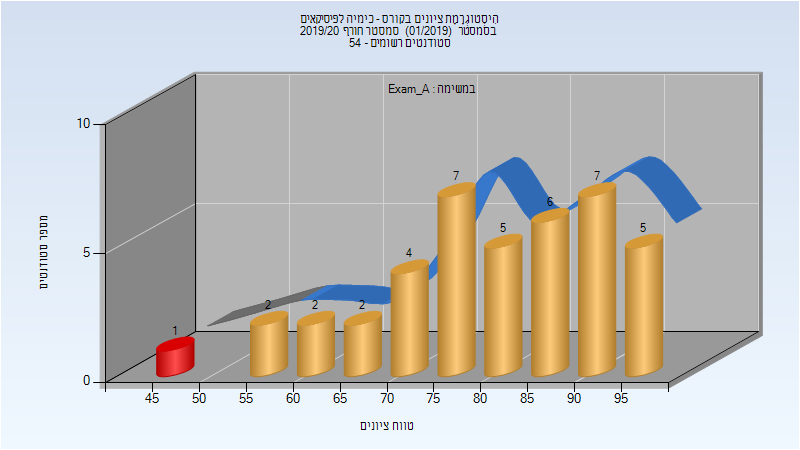 היסטוגרמת ציונים בקורס - כימיה לפיסיקאים
בסמסטר (01/2019) סמסטר חורף 2019/20
סטודנטים רשומים - 54
במשימה : Exam_A
מספר סטודנטים
10
5
0
1
2
2
2
4
7
5
6
7
5
45 50 55 60 65 70 75 80 85 90 95
טווח ציונים